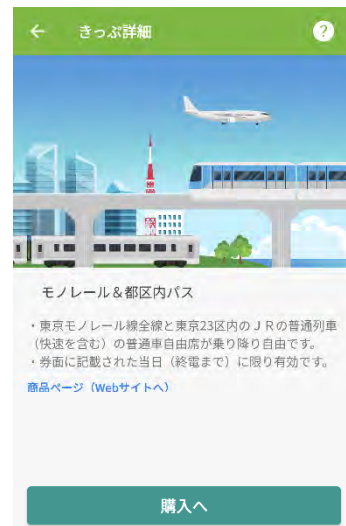 きっぷ詳細
?
モノレール&都区内パス
・東京モノレール線全線と東京23区内のJRの普通列車
(快速を含む)の普通車自由席が乗り降り自由です。
・券面に記載された当日(終電まで)に限り有効です。
商品ページ(Webサイトへ)
購入へ